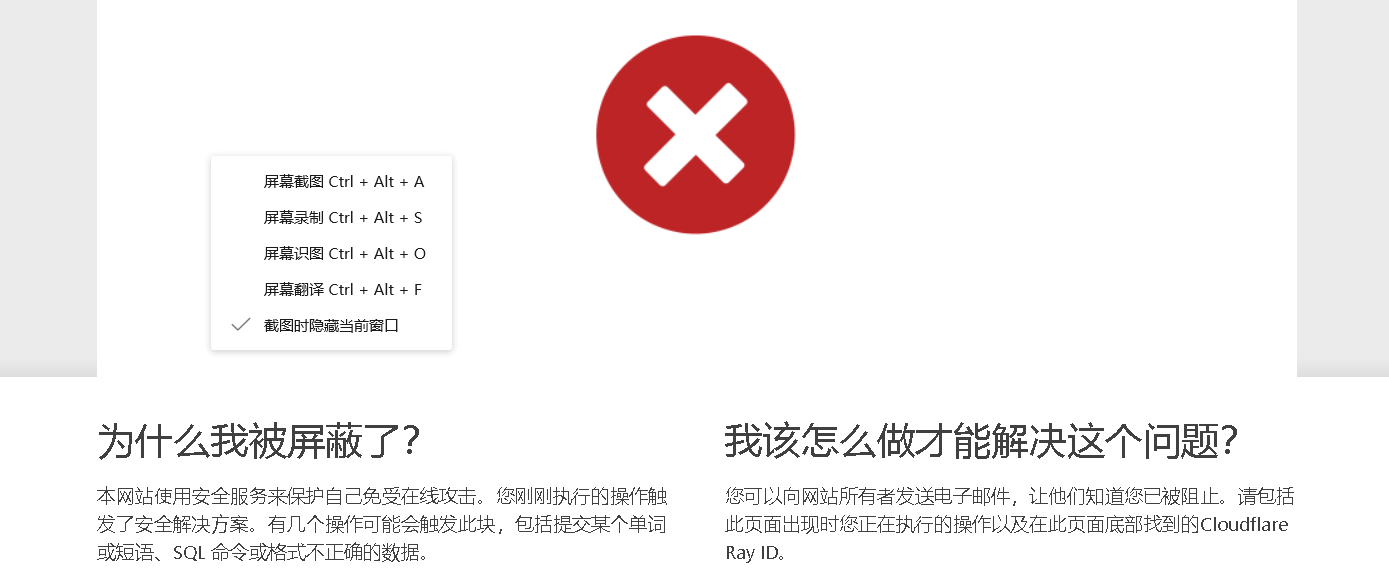 屏幕截图 Ctrl + Alt + A
屏幕录制 Ctrl + Alt + S
屏幕识图 Ctrl + Alt + O
屏幕翻译 Ctrl + Alt + F
截图时隐藏当前窗口
为什么我被屏蔽了?
本网站使用安全服务来保护自己免受在线攻击。您刚刚执行的操作触
发了安全解决方案。有几个操作可能会触发此块，包括提交某个单词
或短语、SQL 命令或格式不正确的数据。
我该怎么做才能解决这个问题?
您可以向网站所有者发送电子邮件，让他们知道您已被阻止。请包括
此页面出现时您正在执行的操作以及在此页面底部找到的Cloudflare
Ray ID。